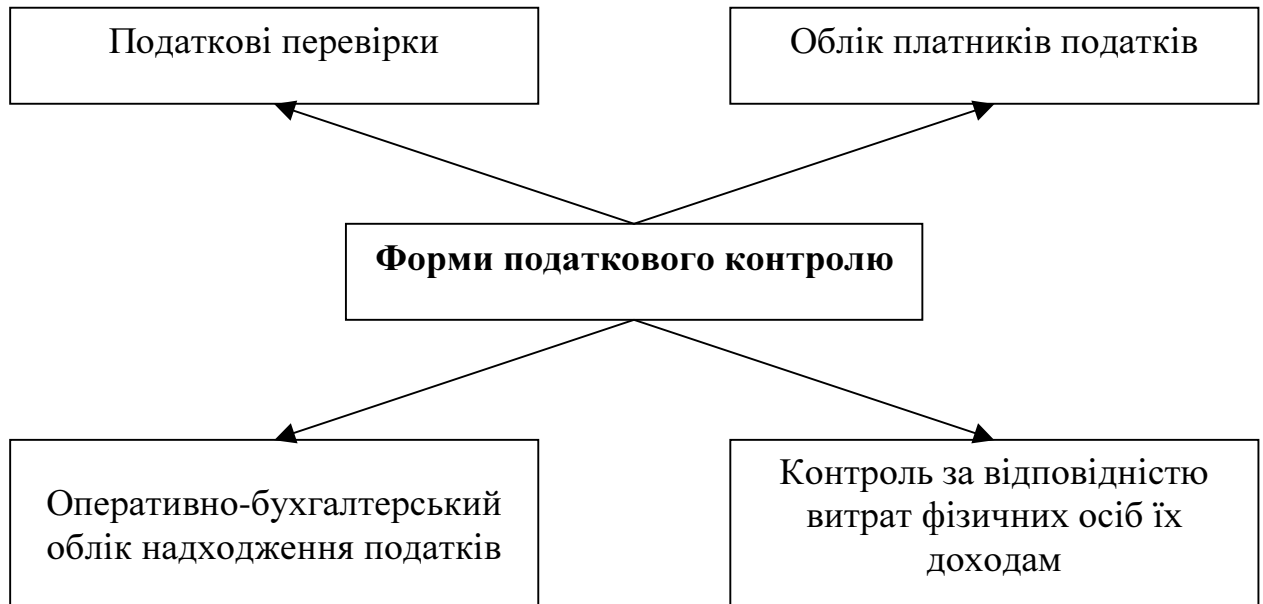 Податкові перевірки
Облік платників податків
Форми податкового контролю
Оперативно-бухгалтерський
облік надходження податків
Контроль за відповідністю
витрат фізичних осіб їх
доходам